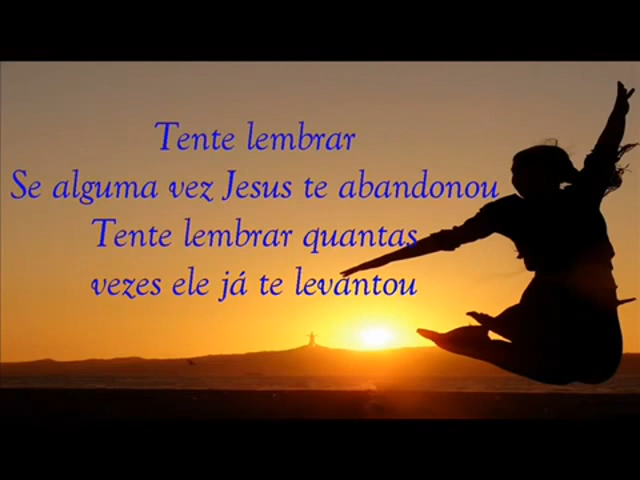 Tente lembrar
Se alguma vez Jesus te abandonou
Tente lembrar quantas
vezes ele já te levantou